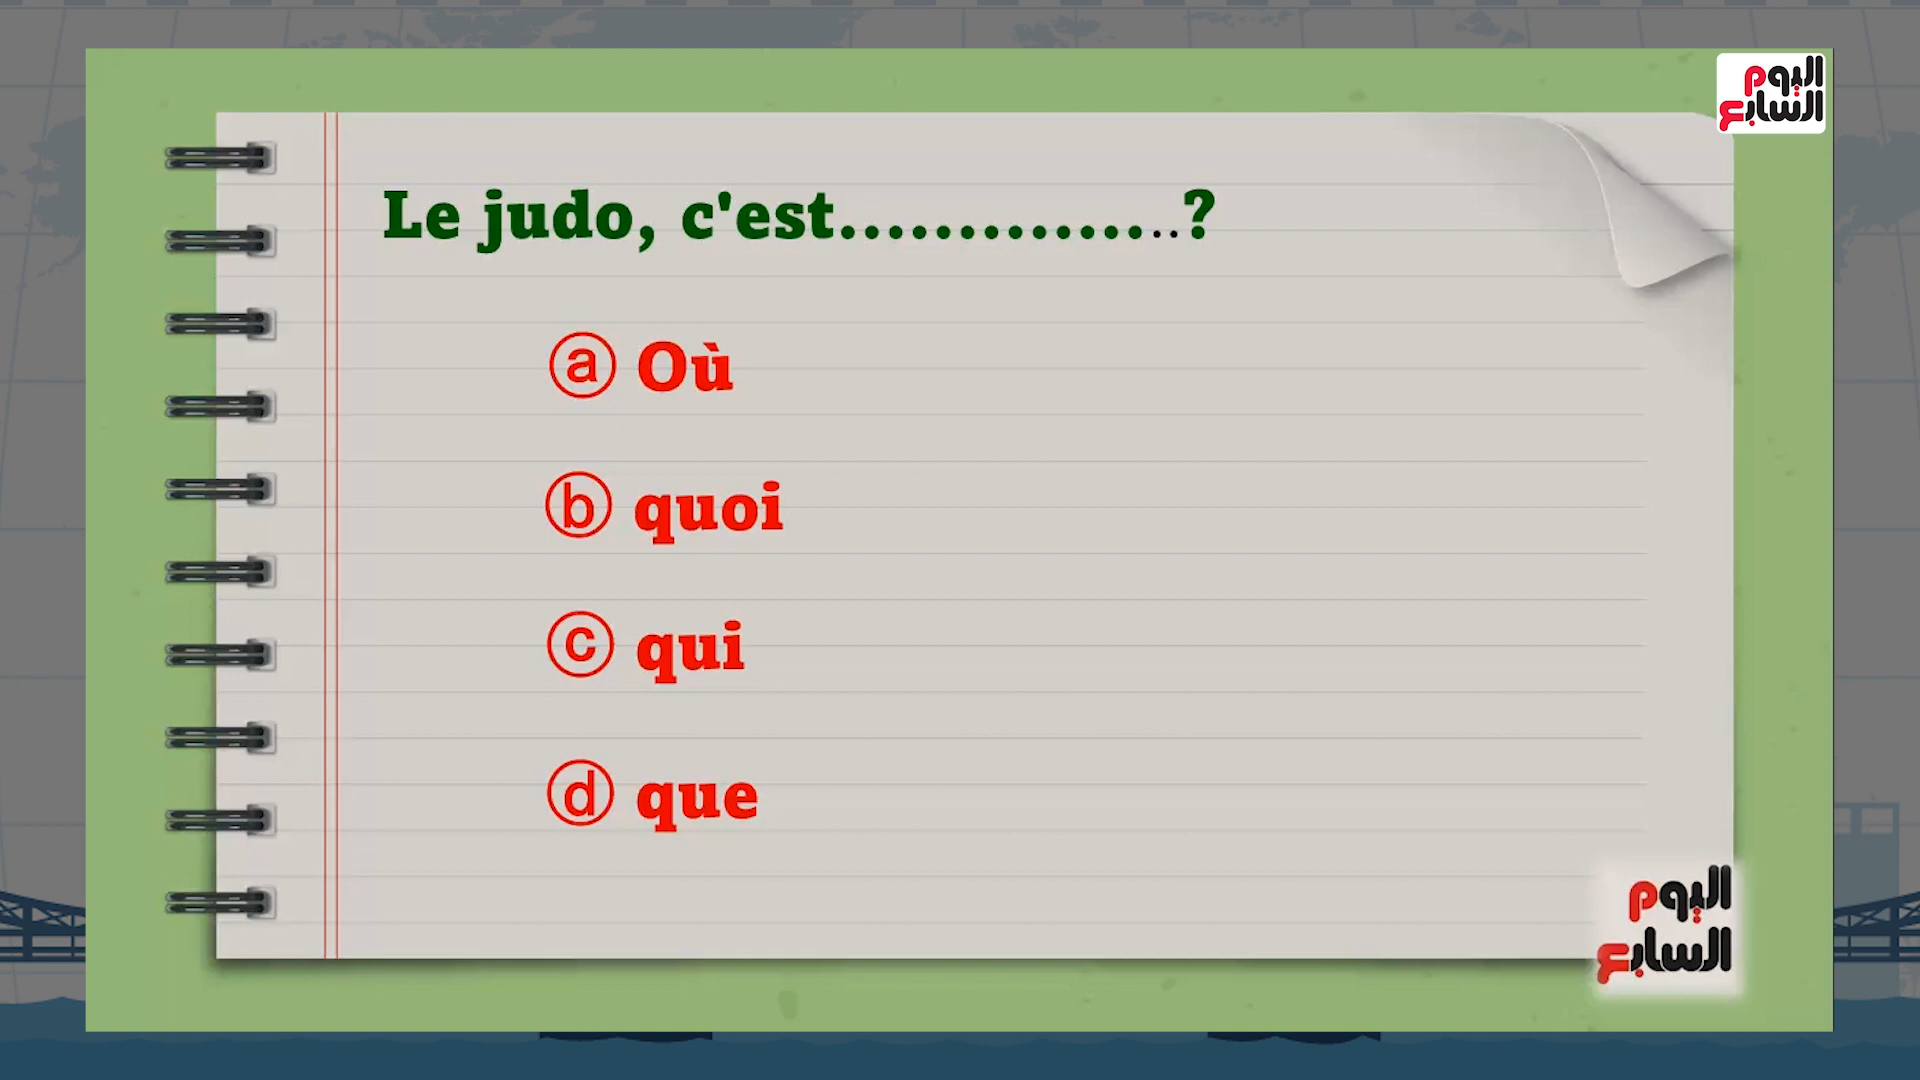 اليوم
السابع
Le judo, c'est...............?
ⓐ Où
ⓑ quoi
ⓒ qui
ⓓ que
اليوم
السابع